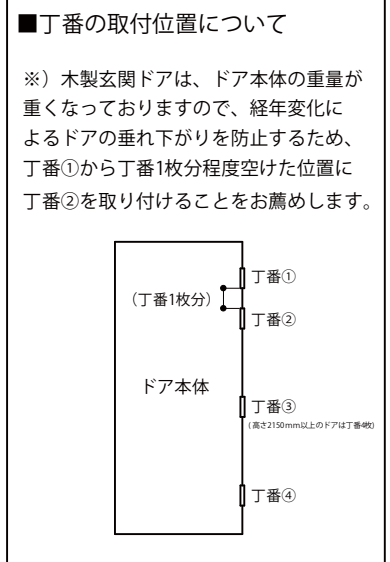 ■丁番の取付位置について
※）木製玄関ドアは、ドア本体の重量が
重くなっておりますので、経年変化に
よるドアの垂れ下がりを防止するため、
丁番①から丁番1枚分程度空けた位置に
丁番②を取り付けることをお薦めします。
丁番①
（丁番1枚分）
丁番②
ドア本体
丁番③
(高さ2150mm以上のドアは丁番4枚)
丁番④